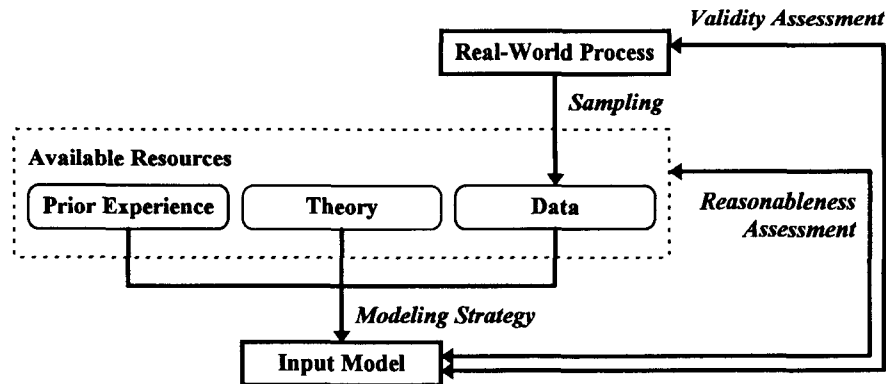 Validity Assessment
Real-World Process
Sampling
Available Resources
Prior Experience
Theory
Data
Reasonableness
Assessment
Modeling Strategy
Input Model